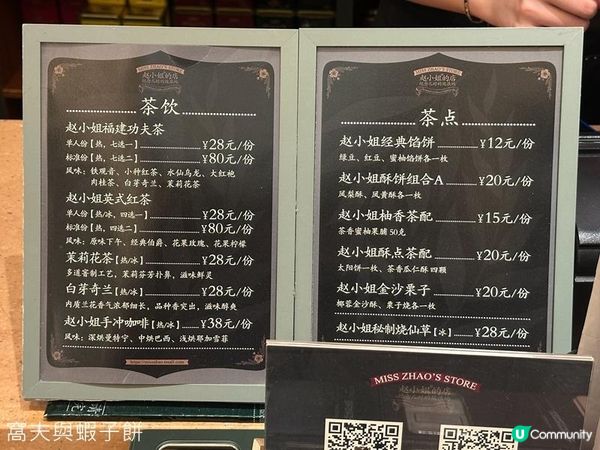 MISS ZHAO'S STORE
赵小姐的店
茶饮
赵小姐福建功夫茶
单人份【热，七选一】 ¥28元/份
标准份【热，七选二】 ¥80元/份
风味：铁观音、小种红茶、水仙乌龙、大红袍
肉桂茶、白芽奇兰、茉莉花茶
赵小姐英式红茶
单人份【热/冰，四选一】 ¥28元/份
标准份【热，四选二】 ¥80元/份
风味：原味下午、经典伯爵、花果玫瑰、花果柠檬
茉莉花茶【热/冰】 ¥28元/份
多道窨制工艺，茉莉芬芳扑鼻，滋味鲜灵
白芽奇兰【热/冰】 ¥28元/份
内质兰花香气浓郁细长，品种香突出，滋味醇爽
赵小姐手冲咖啡【热/冰】 ¥38元/份
风味：深烘曼特宁、中烘巴西、浅烘耶加雪菲
MISS ZHAO'S STORE
赵小姐的店
茶点
赵小姐经典馅饼 ¥12元/份
绿豆、红豆、蜜柚馅饼各一枚
赵小姐酥饼组合A ¥20元/份
凤梨酥、凤黄酥各一枚
赵小姐柚香茶配 ¥15元/份
茶香蜜柚果脯 50克
赵小姐酥点茶配 ¥20元/份
太阳饼一枚、茶香瓜仁酥 四颗
赵小姐金沙栗子 ¥20元/份
椰蓉金沙酥、栗子烧各一枚
赵小姐秘制烧仙草【冰】 ¥28元/份
MISS ZHAO'S STORE
赵小姐的店
窩夫與蝦子餅
U Community